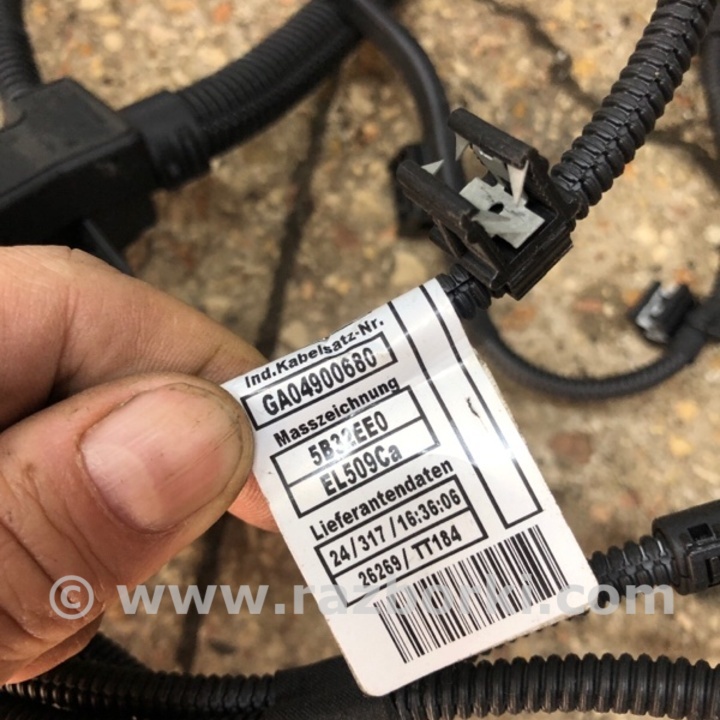 Ind.Kabelsatz-Nr.
GA04900680
Masszeichnung
5B32EE0
EL509Ca
Lieferantendaten
24/317/16:36:06
26269/TT184
© www.razborki.com